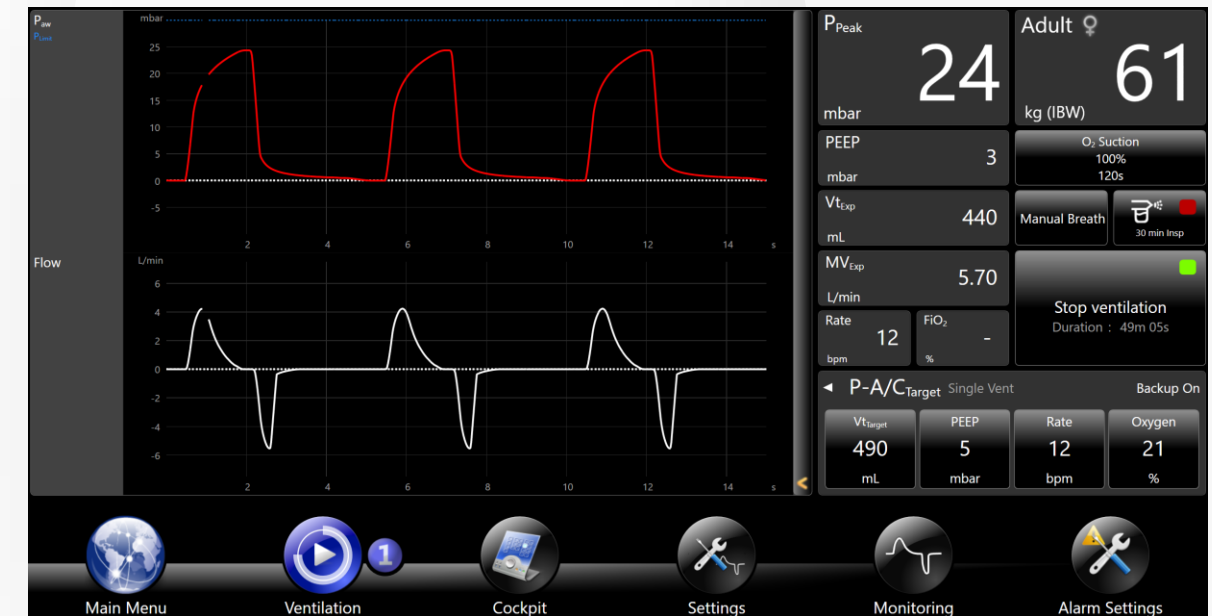 Paw
PLimit
mbar
25
20
15
10
5
0
-5
2 4 6 8 10 12 14 s
Flow
L/min
6
4
2
0
-2
-4
-6
2 4 6 8 10 12 14 s
PPeak
24
mbar
Adult ♀
61
kg (IBW)
PEEP
3
mbar
O₂ Suction
100%
120s
VtExp
440
mL
Manual Breath
30 min Insp
MVExp
5.70
L/min
Stop ventilation
Duration : 49m 05s
Rate
12
bpm
FiO₂
-
%
◄ P-A/CTarget Single Vent Backup On
VtTarget PEEP Rate Oxygen
490 5 12 21
mL mbar bpm %
<
1
Main Menu Ventilation Cockpit Settings Monitoring Alarm Settings